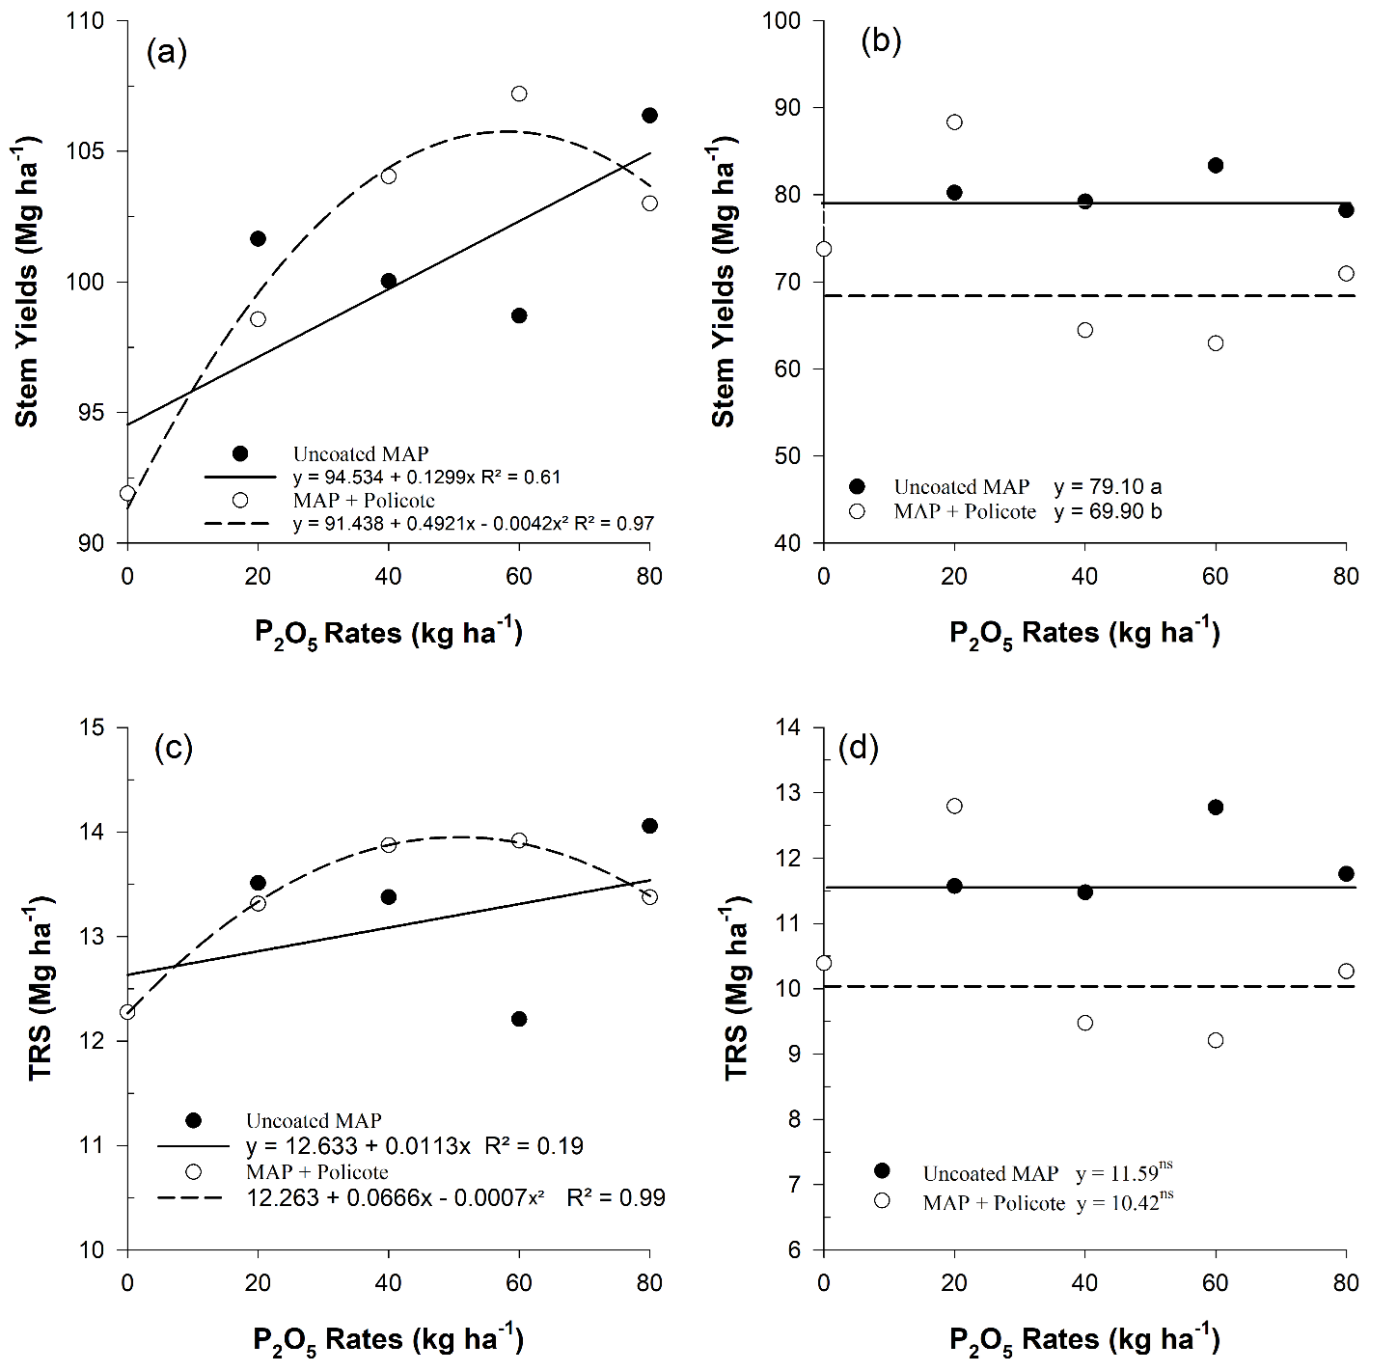 (a)
Stem Yields (Mg ha⁻¹)
110
105
100
95
90
Uncoated MAP
y = 94.534 + 0.1299x R² = 0.61
MAP + Policote
y = 91.438 + 0.4921x - 0.0042x² R² = 0.97
0 20 40 60 80
P₂O₅ Rates (kg ha⁻¹)
(b)
Stem Yields (Mg ha⁻¹)
100
90
80
70
60
50
40
Uncoated MAP y = 79.10 a
MAP + Policote y = 69.90 b
0 20 40 60 80
P₂O₅ Rates (kg ha⁻¹)
(c)
TRS (Mg ha⁻¹)
15
14
13
12
11
10
Uncoated MAP
y = 12.633 + 0.0113x R² = 0.19
MAP + Policote
12.263 + 0.0666x - 0.0007x² R² = 0.99
0 20 40 60 80
P₂O₅ Rates (kg ha⁻¹)
(d)
TRS (Mg ha⁻¹)
14
13
12
11
10
9
8
7
6
Uncoated MAP y = 11.59ⁿˢ
MAP + Policote y = 10.42ⁿˢ
0 20 40 60 80
P₂O₅ Rates (kg ha⁻¹)